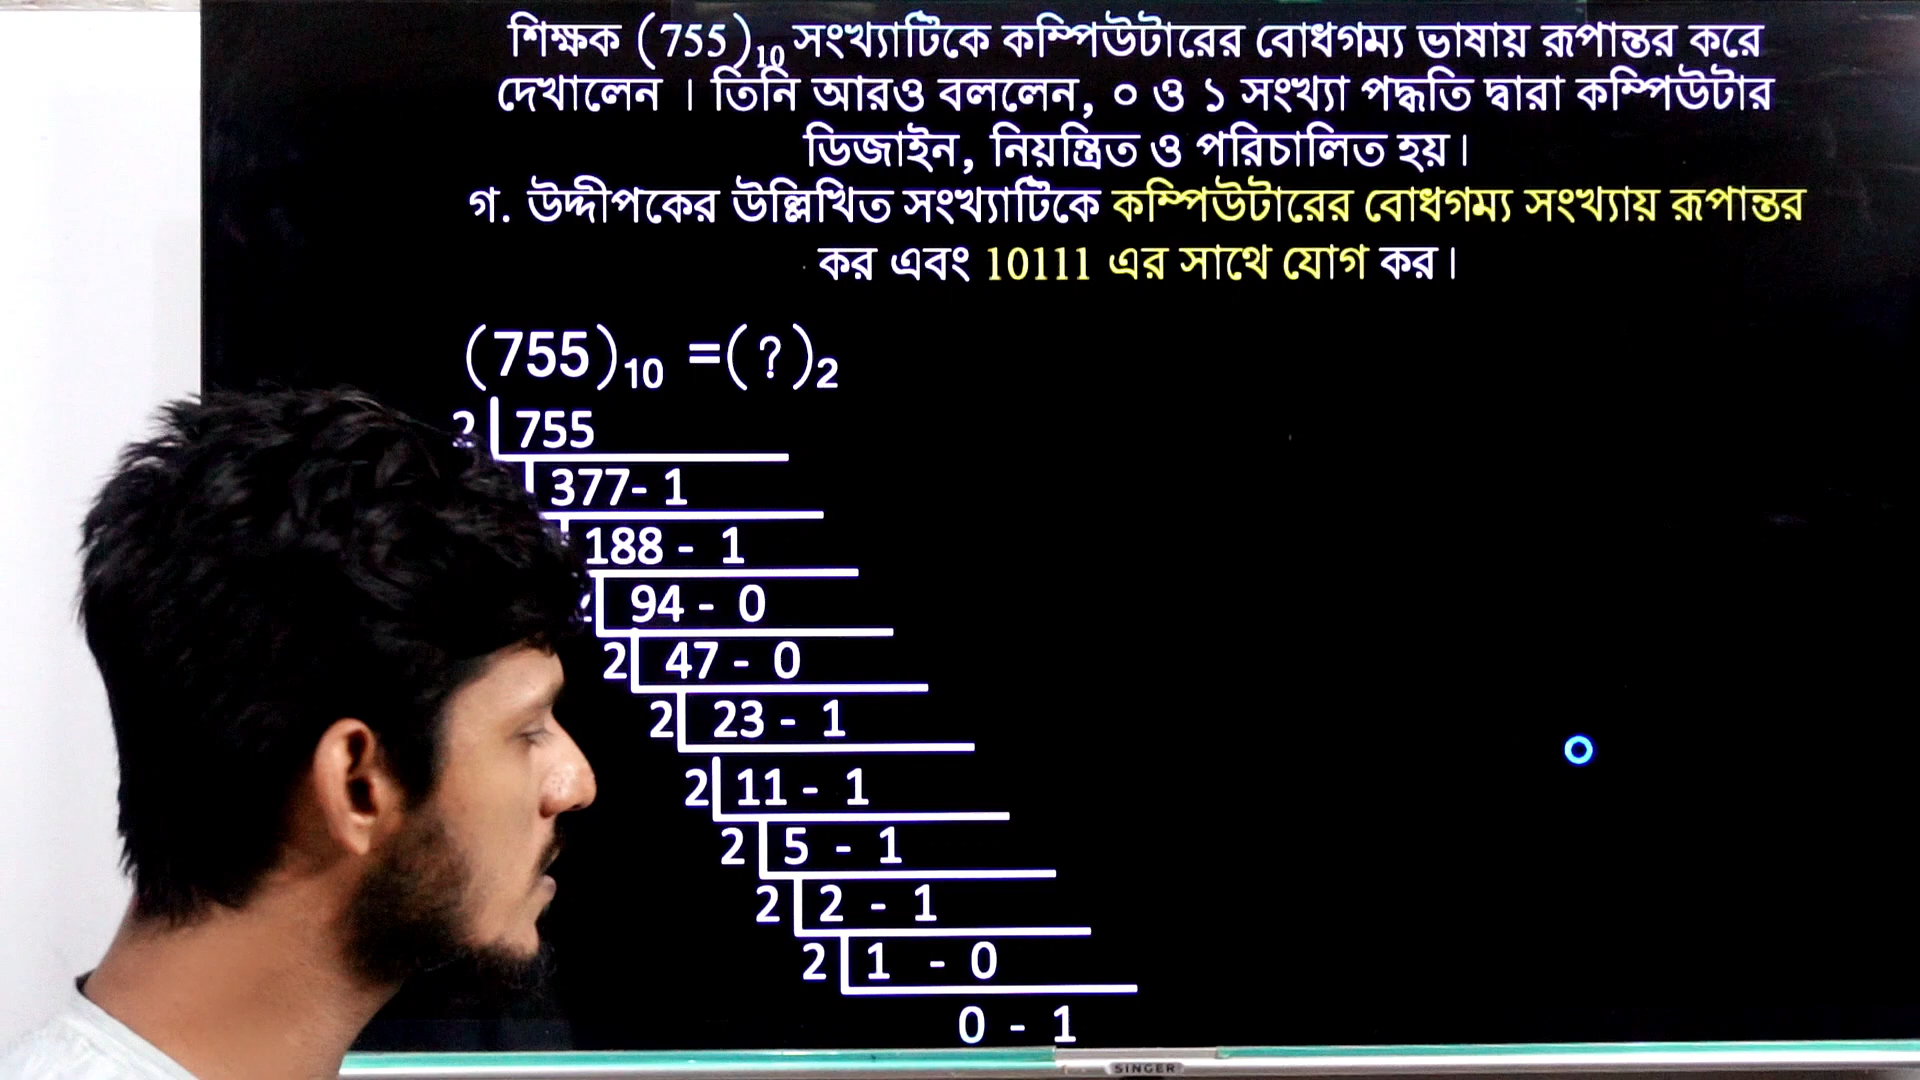 শিক্ষক (755)₁₀ সংখ্যাটিকে কম্পিউটারের বোধগম্য ভাষায় রূপান্তর করে
দেখালেন । তিনি আরও বললেন, ০ ও ১ সংখ্যা পদ্ধতি দ্বারা কম্পিউটার
ডিজাইন, নিয়ন্ত্রিত ও পরিচালিত হয়।
গ. উদ্দীপকের উল্লিখিত সংখ্যাটিকে কম্পিউটারের বোধগম্য সংখ্যায় রূপান্তর
কর এবং 10111 এর সাথে যোগ কর।
(755)₁₀ =(?)₂
2 755
377- 1
188 - 1
94 - 0
2 47 - 0
2 23 - 1
2 11 - 1
2 5 - 1
2 2 - 1
2 1 - 0
0 - 1
SINGER